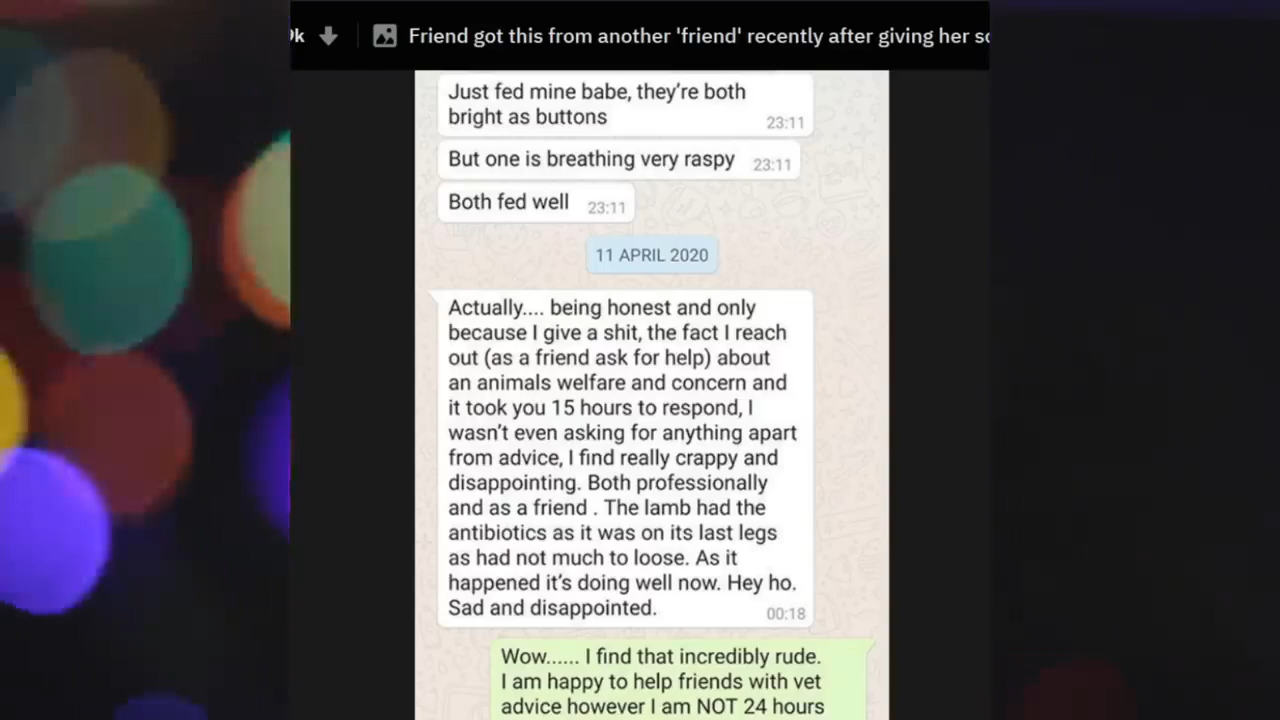 k
Friend got this from another 'friend' recently after giving her
Just fed mine babe, they're both
bright as buttons
23:11
But one is breathing very raspy
23:11
Both fed well
23:11
11 APRIL 2020
Actually.... being honest and only
because I give a shit, the fact I reach
out (as a friend ask for help) about
an animals welfare and concern and
it took you 15 hours to respond, I
wasn't even asking for anything apart
from advice, I find really crappy and
disappointing. Both professionally
and as a friend . The lamb had the
antibiotics as it was on its last legs
as had not much to loose. As it
happened it's doing well now. Hey ho.
Sad and disappointed.
00:18
Wow...... I find that incredibly rude.
I am happy to help friends with vet
advice however I am NOT 24 hours